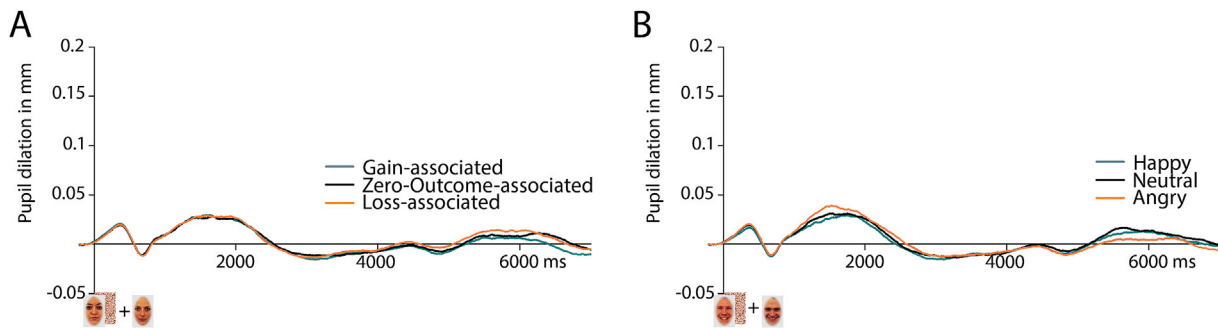 A
Pupil dilation in mm
0.2
0.15
0.1
0.05
0
-0.05
2000
4000
6000 ms
Gain-associated
Zero-Outcome-associated
Loss-associated
+
B
Pupil dilation in mm
0.2
0.15
0.1
0.05
0
-0.05
2000
4000
6000 ms
Happy
Neutral
Angry
+